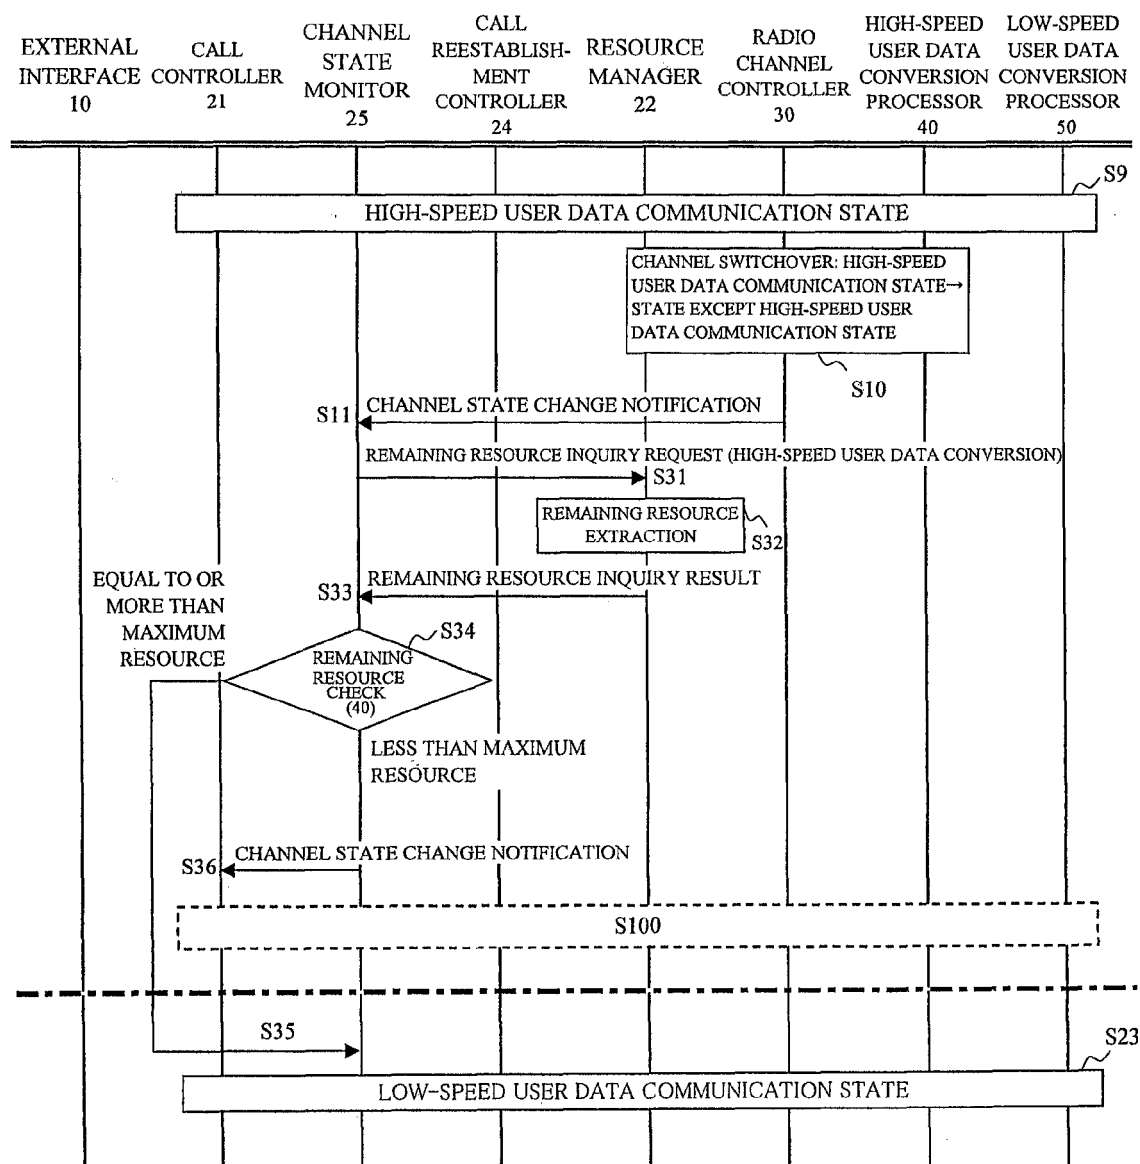 EXTERNAL
INTERFACE
10
CALL
CONTROLLER
21
CHANNEL
STATE
MONITOR
25
CALL
REESTABLISH-
MENT
CONTROLLER
24
RESOURCE
MANAGER
22
RADIO
CHANNEL
CONTROLLER
30
HIGH-SPEED
USER DATA
CONVERSION
PROCESSOR
40
LOW-SPEED
USER DATA
CONVERSION
PROCESSOR
50
S9
HIGH-SPEED USER DATA COMMUNICATION STATE
CHANNEL SWITCHOVER: HIGH-SPEED
USER DATA COMMUNICATION STATE→
STATE EXCEPT HIGH-SPEED USER
DATA COMMUNICATION STATE
S10
S11
CHANNEL STATE CHANGE NOTIFICATION
REMAINING RESOURCE INQUIRY REQUEST (HIGH-SPEED USER DATA CONVERSION)
S31
REMAINING RESOURCE
EXTRACTION
S32
REMAINING RESOURCE INQUIRY RESULT
S33
EQUAL TO OR
MORE THAN
MAXIMUM
RESOURCE
S34
REMAINING
RESOURCE
CHECK
(40)
LESS THAN MAXIMUM
RESOURCE
S36
CHANNEL STATE CHANGE NOTIFICATION
S100
S35
S23
LOW-SPEED USER DATA COMMUNICATION STATE